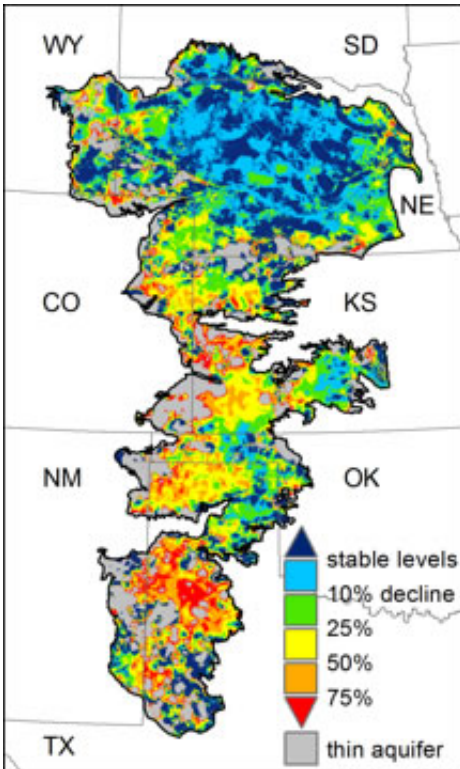 WY
SD
NE
CO
KS
NM
OK
stable levels
10% decline
25%
50%
75%
thin aquifer
TX